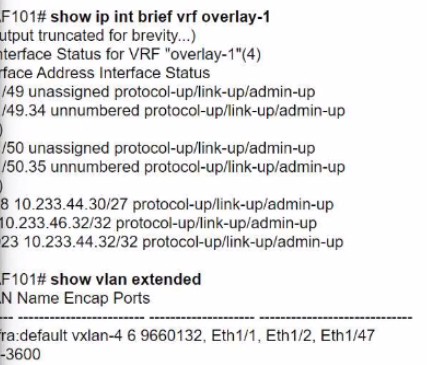 F101# show ip int brief vrf overlay-1
utput truncated for brevity...)
terface Status for VRF "overlay-1"(4)
rface Address Interface Status
/49 unassigned protocol-up/link-up/admin-up
/49.34 unnumbered protocol-up/link-up/admin-up
)
/50 unassigned protocol-up/link-up/admin-up
/50.35 unnumbered protocol-up/link-up/admin-up
)
8 10.233.44.30/27 protocol-up/link-up/admin-up
10.233.46.32/32 protocol-up/link-up/admin-up
23 10.233.44.32/32 protocol-up/link-up/admin-up
F101# show vlan extended
N Name Encap Ports
--- ----------------------- ------------------- ---------------------------
fra:default vxlan-4 6 9660132, Eth1/1, Eth1/2, Eth1/47
-3600